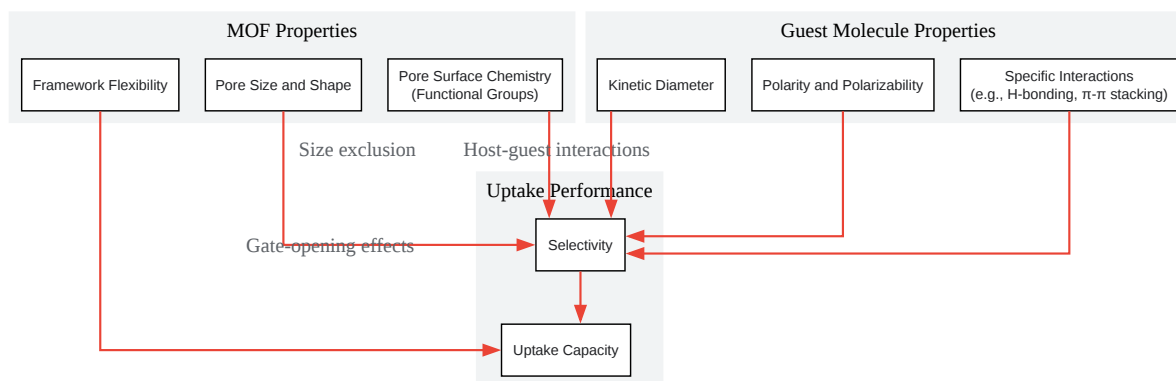 MOF Properties
Guest Molecule Properties
Framework Flexibility
Pore Size and Shape
Pore Surface Chemistry
(Functional Groups)
Kinetic Diameter
Polarity and Polarizability
Specific Interactions
(e.g., H-bonding, π-π stacking)
Size exclusion
Host-guest interactions
Uptake Performance
Gate-opening effects
Selectivity
Uptake Capacity